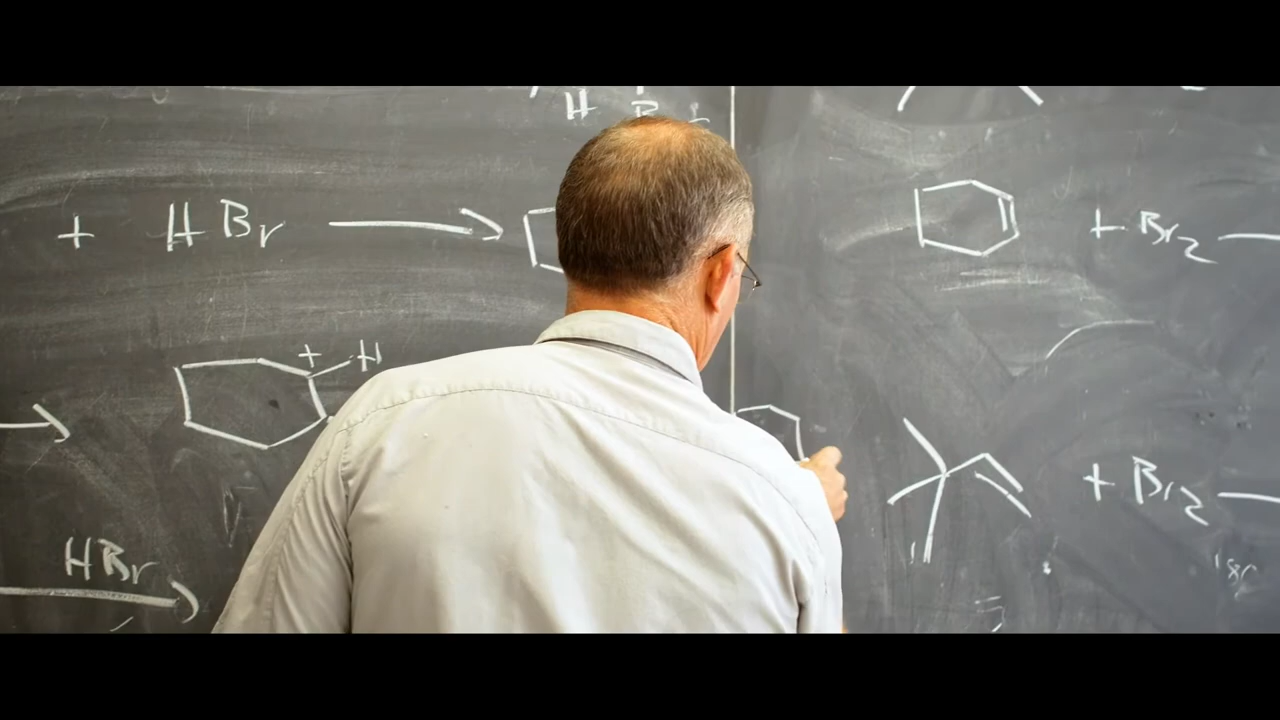 H B
+ HBr →
+ Br2 —
+ H
→
+ Br2 —
HBr
→